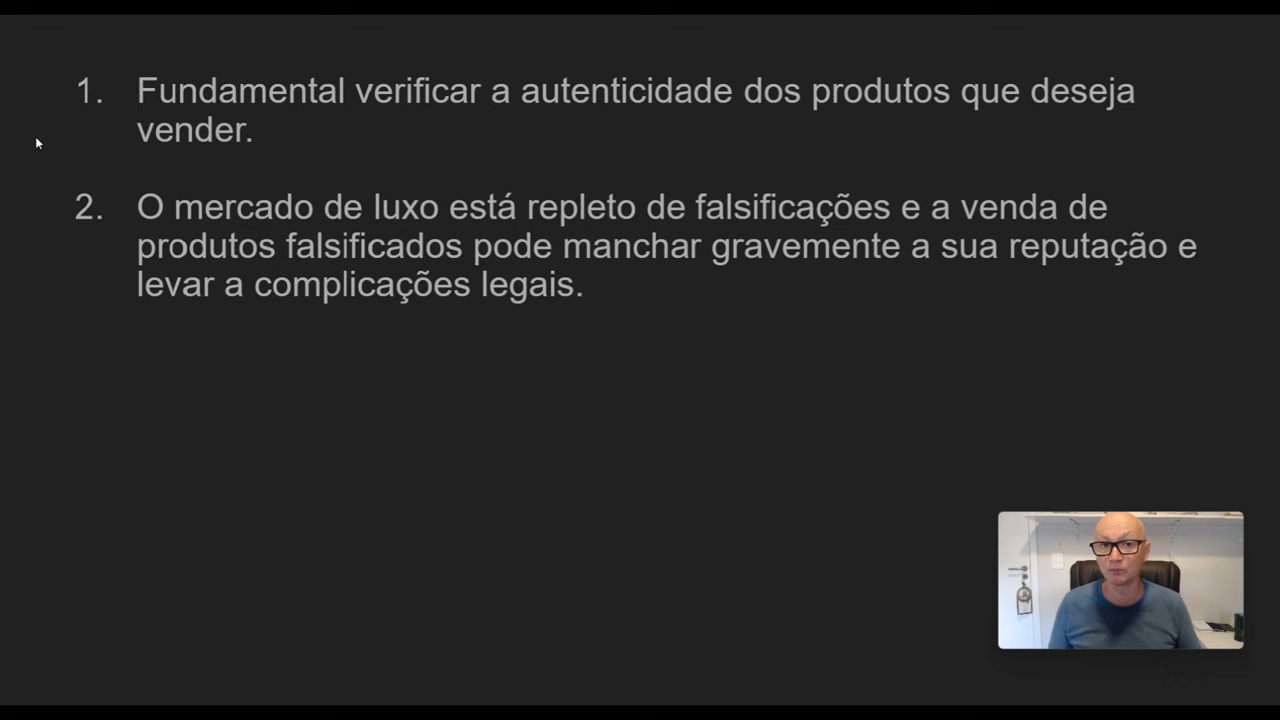 1. Fundamental verificar a autenticidade dos produtos que deseja
vender.
2. O mercado de luxo está repleto de falsificações e a venda de
produtos falsificados pode manchar gravemente a sua reputação e
levar a complicações legais.